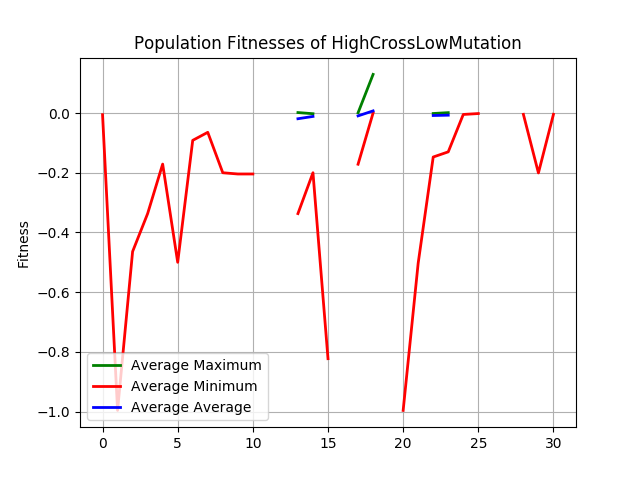 Population Fitnesses of HighCrossLowMutation
Fitness
0.0
−0.2
−0.4
−0.6
−0.8
−1.0
Average Maximum
Average Minimum
Average Average
0 5 10 15 20 25 30